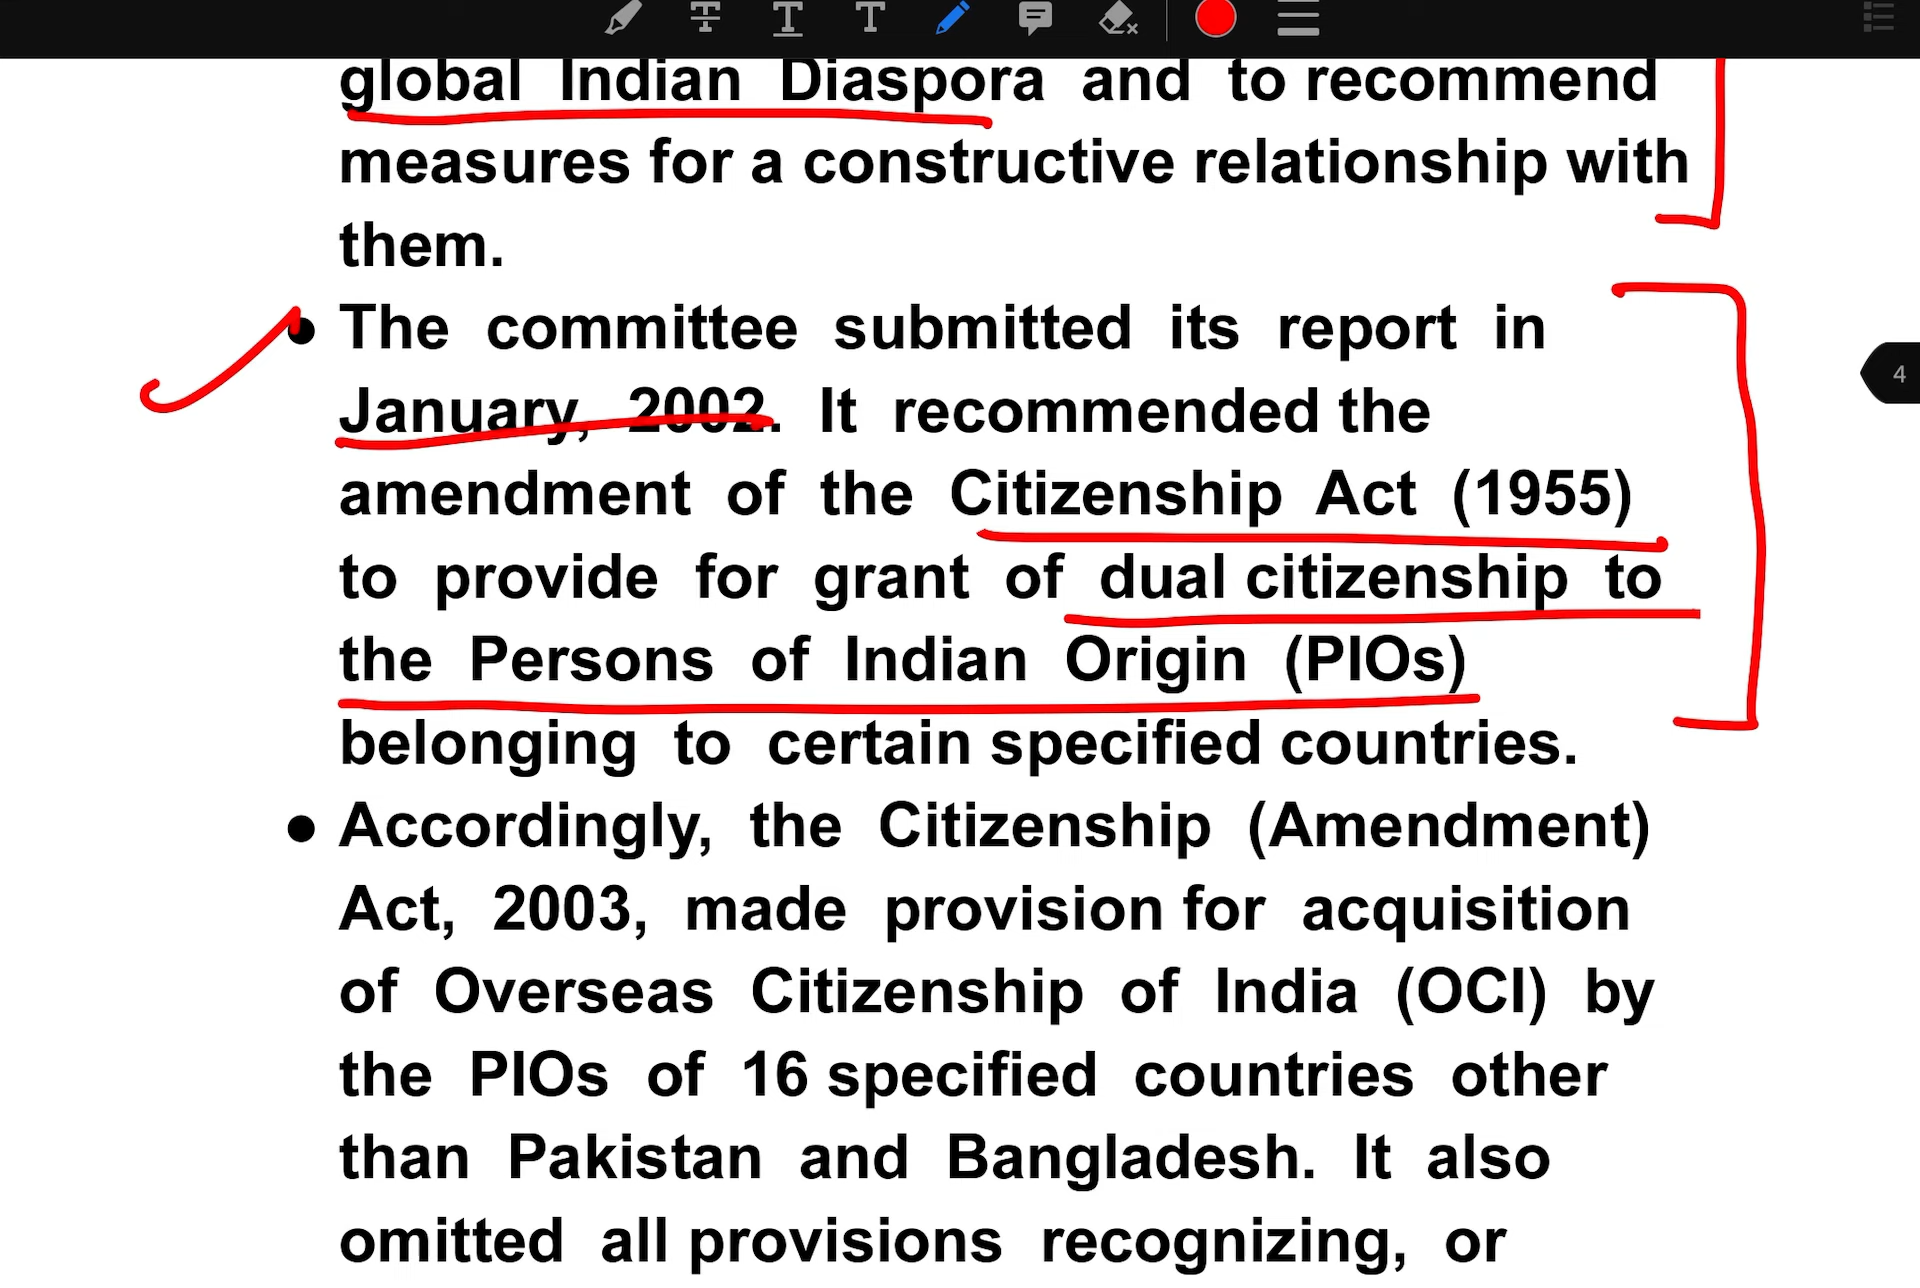 global Indian Diaspora and to recommend
measures for a constructive relationship with
them.
● The committee submitted its report in
January, 2002. It recommended the
amendment of the Citizenship Act (1955)
to provide for grant of dual citizenship to
the Persons of Indian Origin (PIOs)
belonging to certain specified countries.
● Accordingly, the Citizenship (Amendment)
Act, 2003, made provision for acquisition
of Overseas Citizenship of India (OCI) by
the PIOs of 16 specified countries other
than Pakistan and Bangladesh. It also
omitted all provisions recognizing, or
4